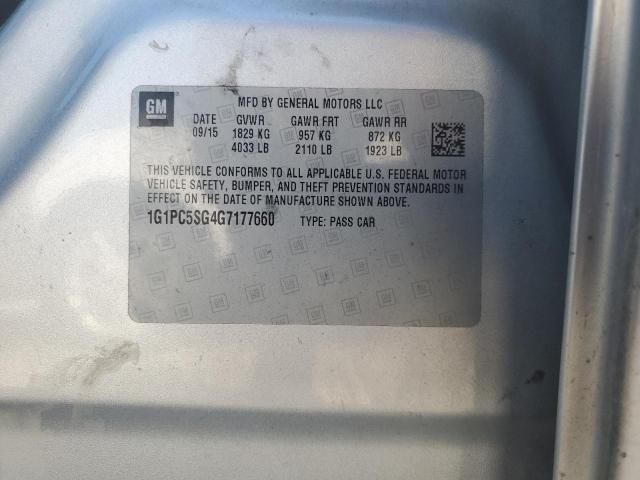 GM
MFD BY GENERAL MOTORS LLC
DATE GVWR GAWR FRT GAWR RR
09/15 1829 KG 957 KG 872 KG
4033 LB 2110 LB 1923 LB
THIS VEHICLE CONFORMS TO ALL APPLICABLE U.S. FEDERAL MOTOR
VEHICLE SAFETY, BUMPER, AND THEFT PREVENTION STANDARDS IN
EFFECT ON THE DATE OF MANUFACTURE SHOWN ABOVE.
1G1PC5SG4G7177660 TYPE: PASS CAR